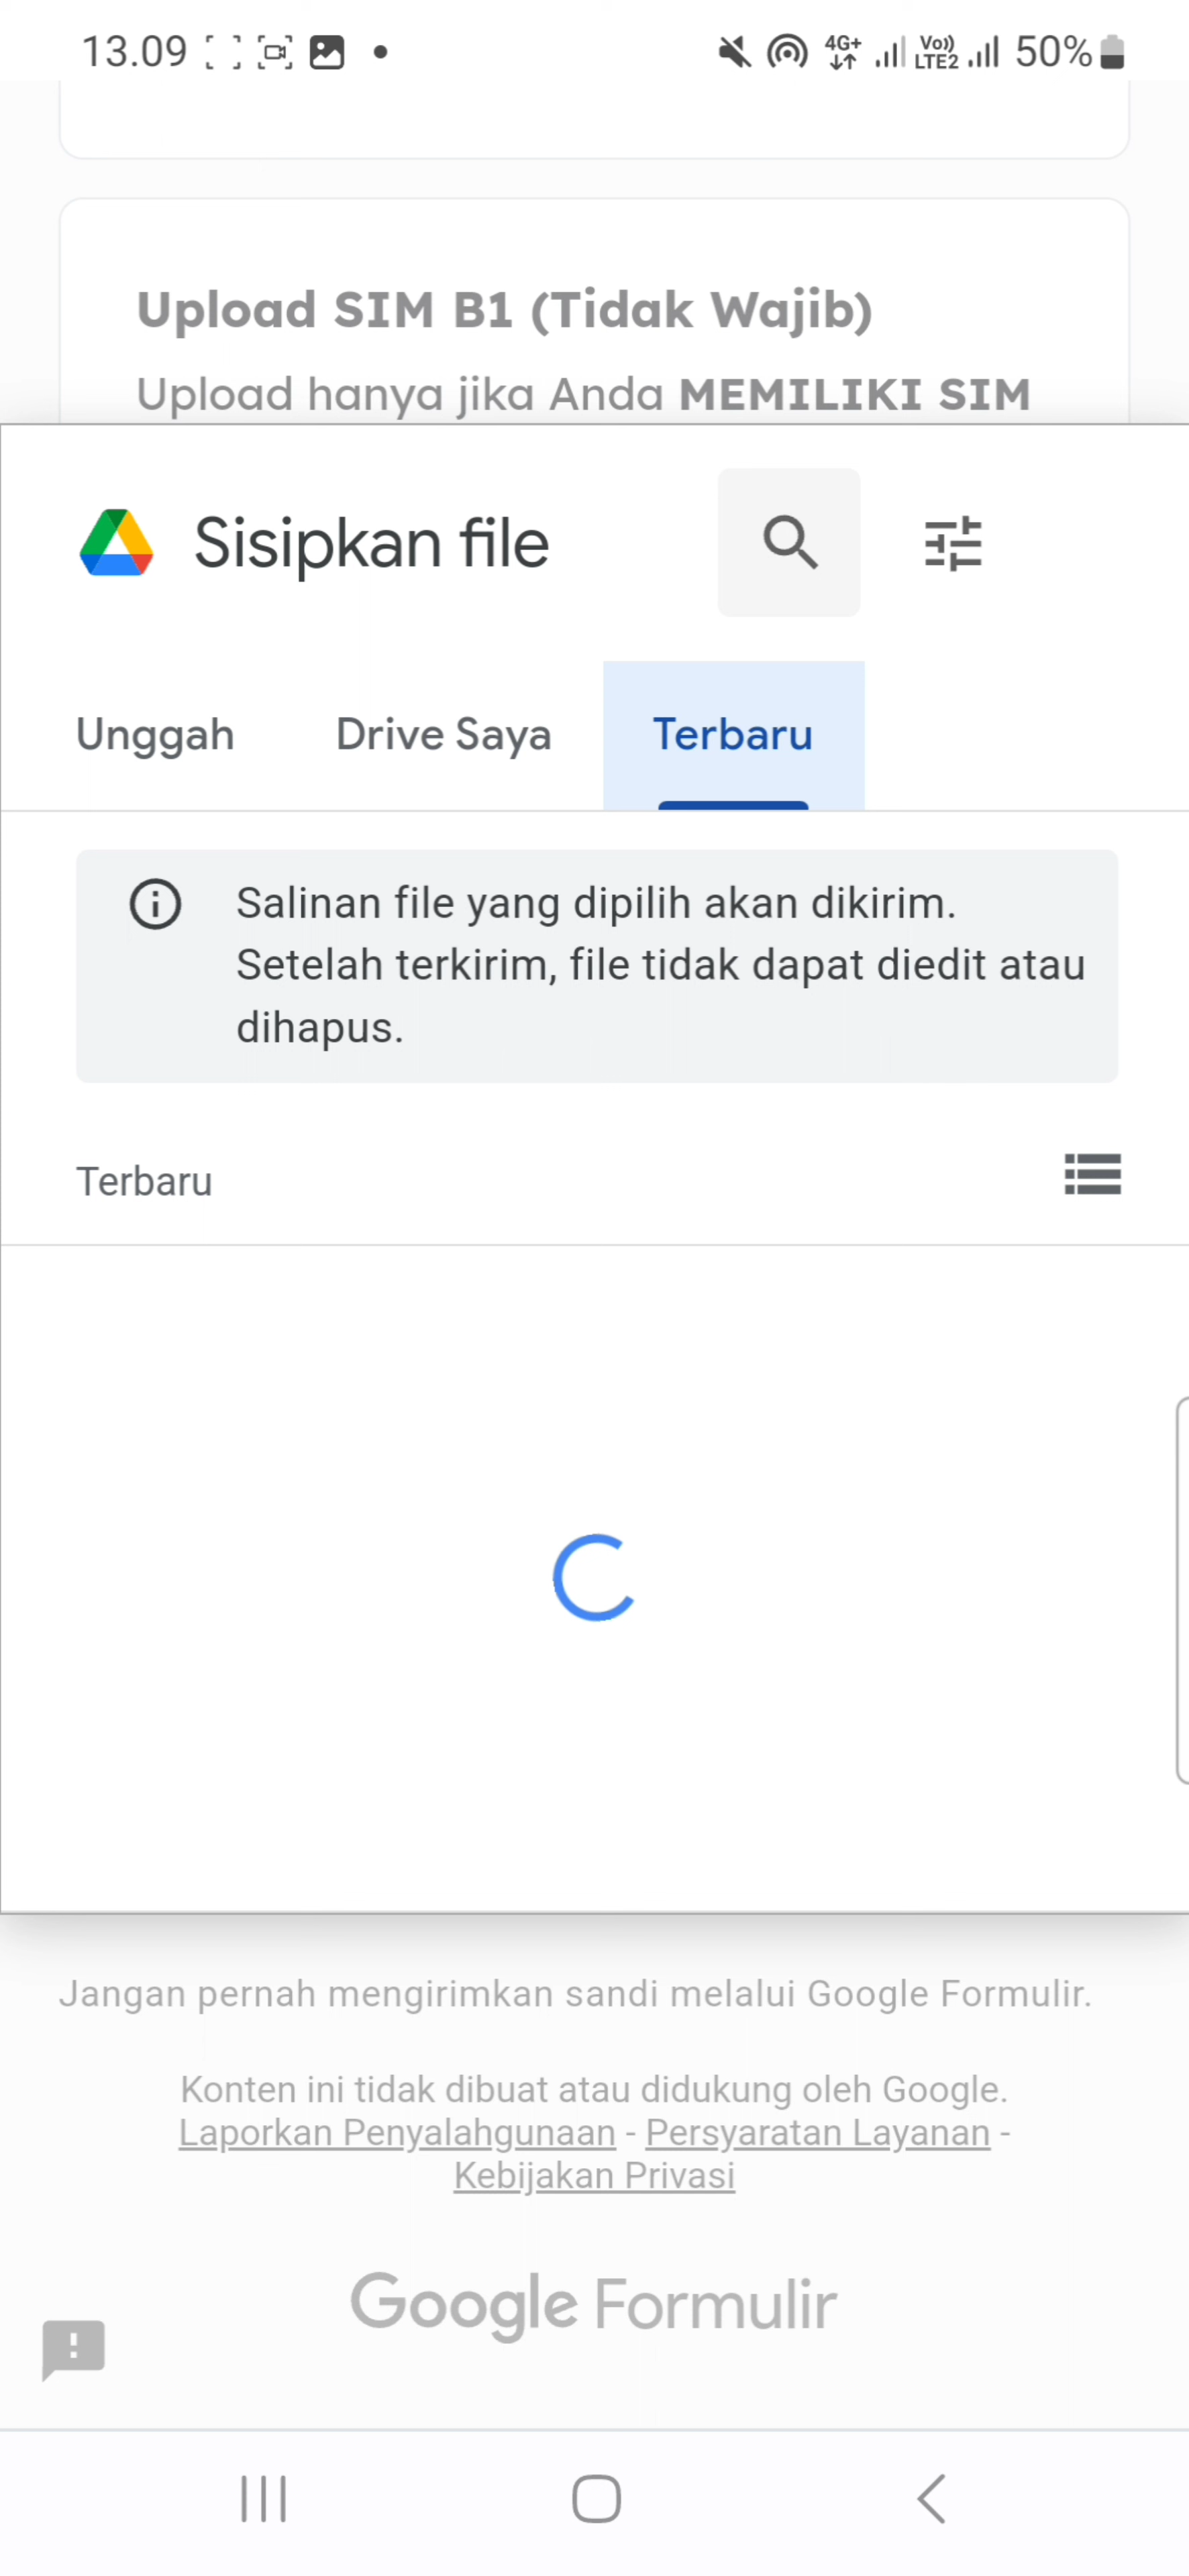 13.09
4G+ Vo)) LTE2 50%
Upload SIM B1 (Tidak Wajib)
Upload hanya jika Anda MEMILIKI SIM
Sisipkan file
Unggah Drive Saya Terbaru
Salinan file yang dipilih akan dikirim.
Setelah terkirim, file tidak dapat diedit atau
dihapus.
Terbaru
Jangan pernah mengirimkan sandi melalui Google Formulir.
Konten ini tidak dibuat atau didukung oleh Google.
Laporkan Penyalahgunaan - Persyaratan Layanan -
Kebijakan Privasi
Google Formulir